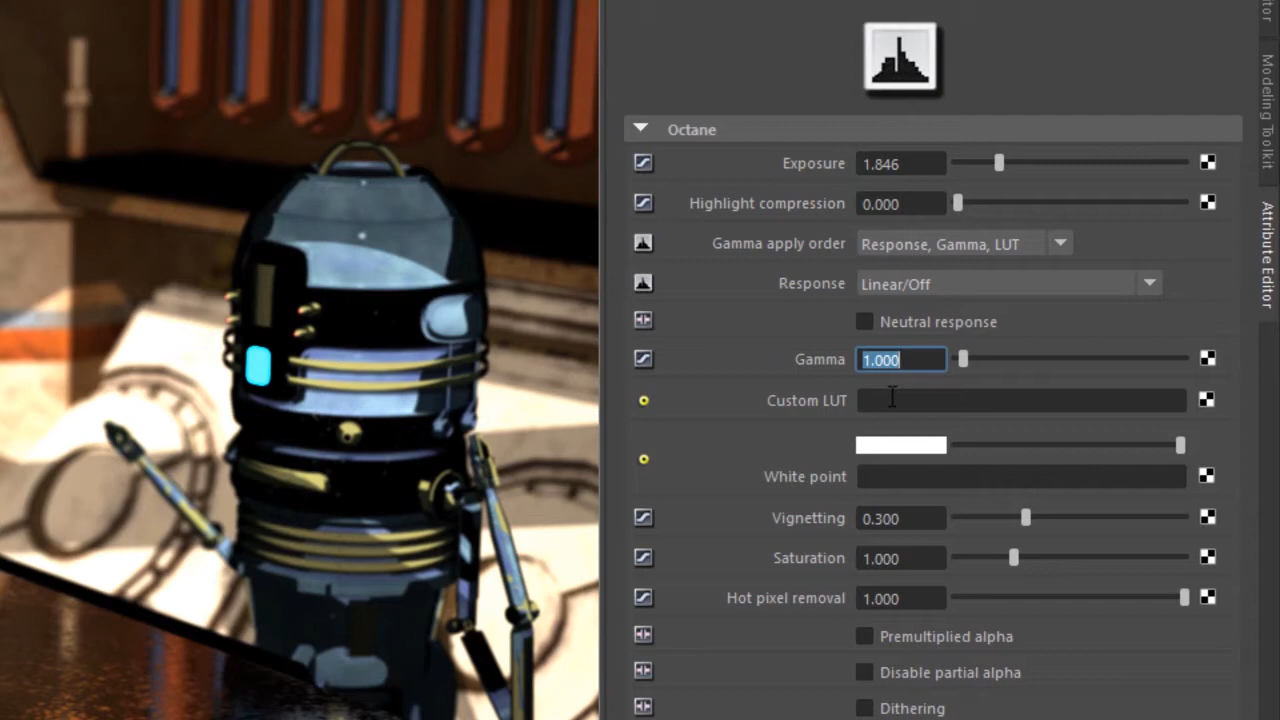 Octane
Exposure 1.846
Highlight compression 0.000
Gamma apply order Response, Gamma, LUT
Response Linear/Off
Neutral response
Gamma 1.000
Custom LUT
White point
Vignetting 0.300
Saturation 1.000
Hot pixel removal 1.000
Premultiplied alpha
Disable partial alpha
Dithering
tor
Modeling Toolkit
Attribute Editor